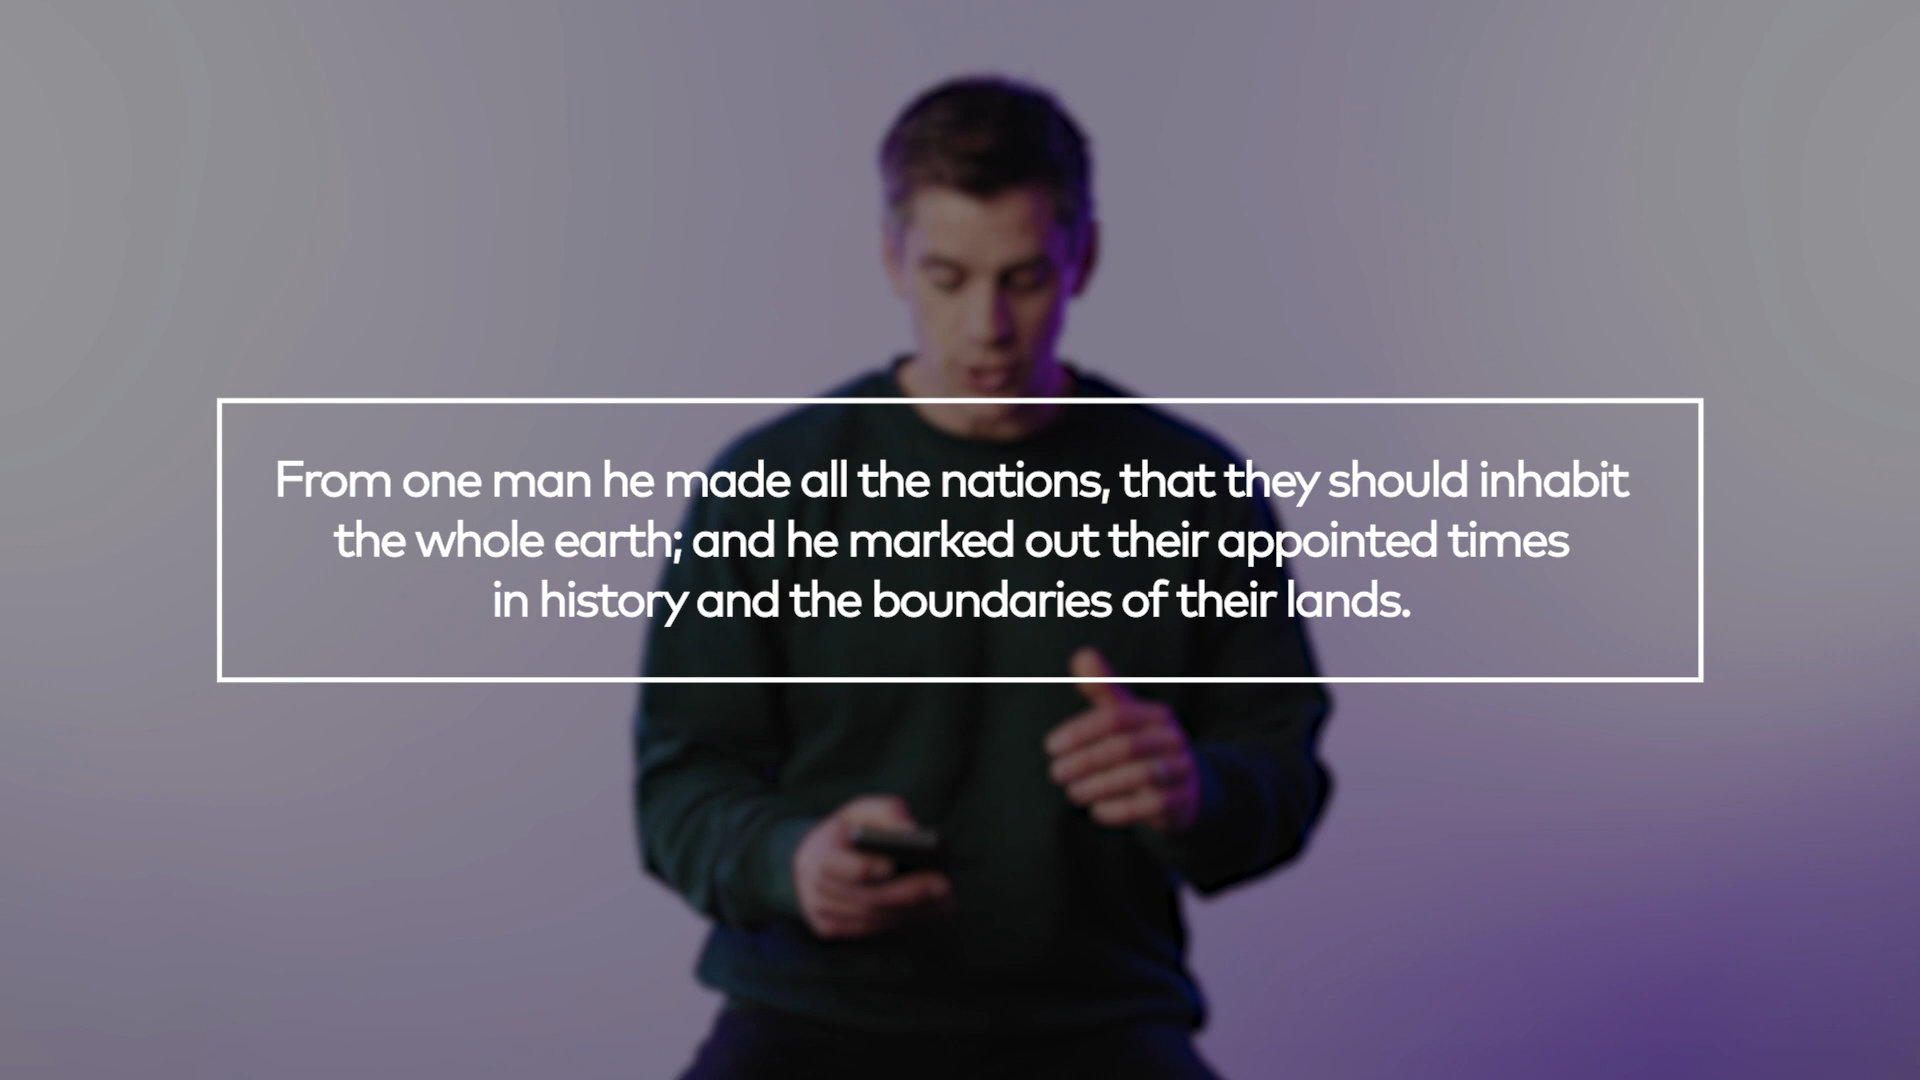 From one man he made all the nations, that they should inhabit
the whole earth; and he marked out their appointed times
in history and the boundaries of their lands.